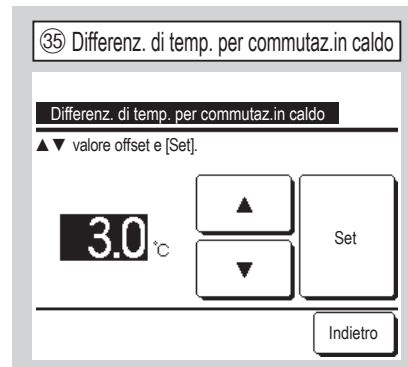 ㉟ Differenz. di temp. per commutaz.in caldo
Differenz. di temp. per commutaz.in caldo
▲▼ valore offset e [Set].
▲
3.0 °C
Set
▼
Indietro